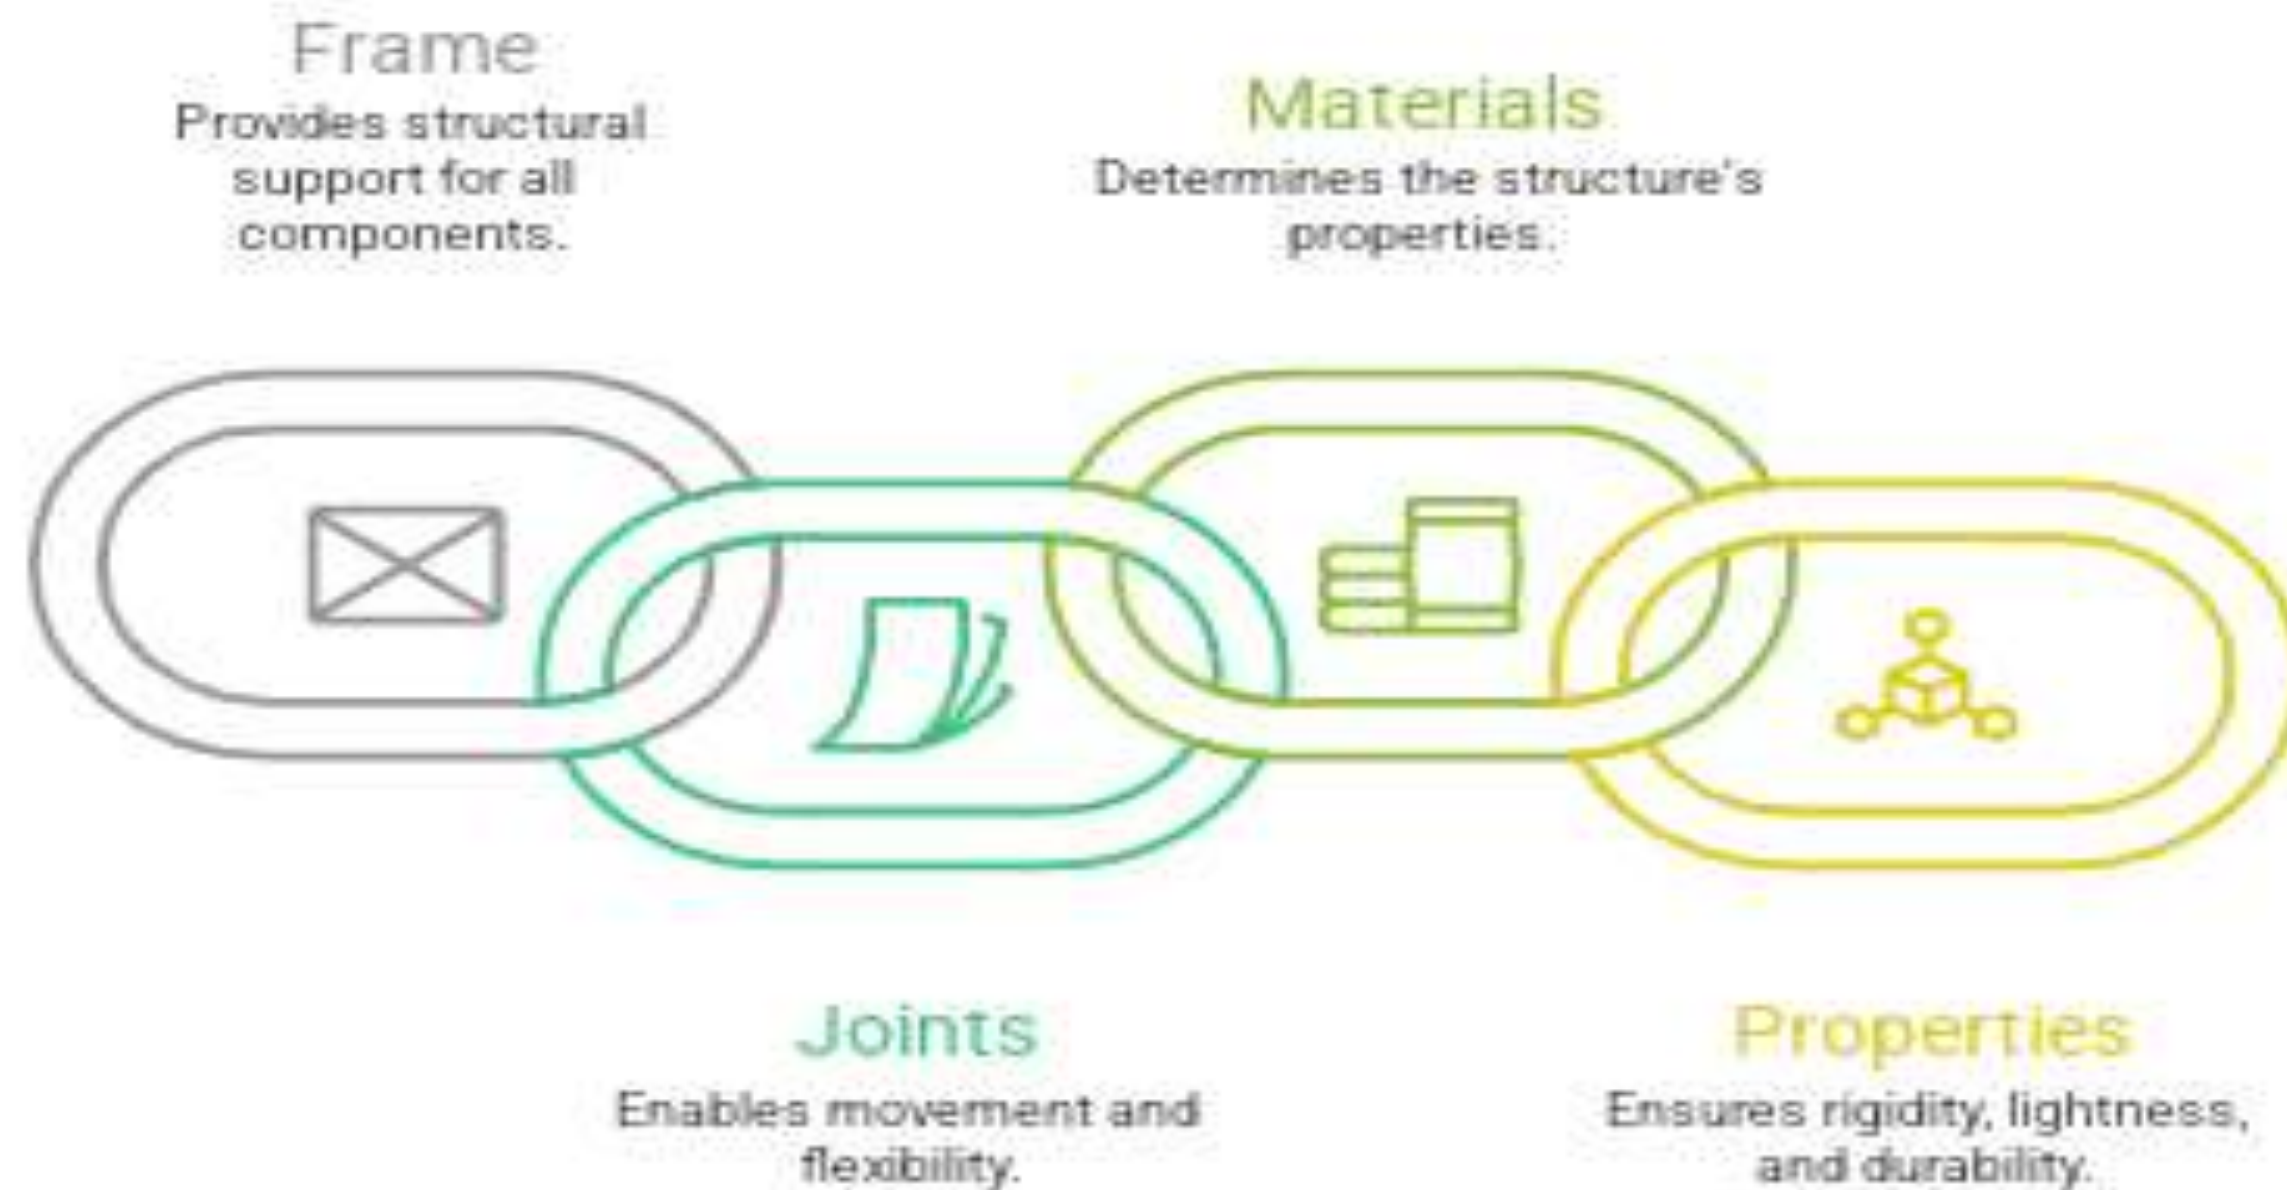 Frame
Provides structural
support for all
components.
Materials
Determines the structure's
properties.
Joints
Enables movement and
flexibility.
Properties
Ensures rigidity, lightness,
and durability.